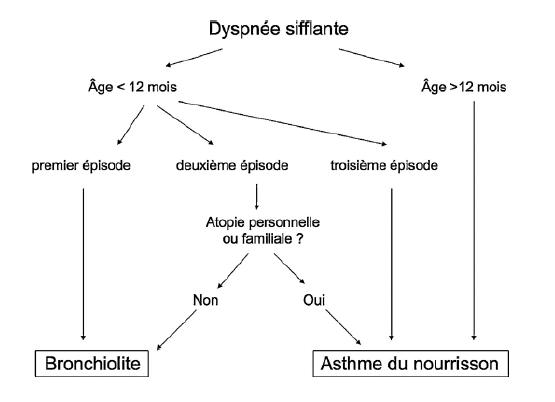 Dyspnée sifflante
Âge < 12 mois
Âge >12 mois
premier épisode
deuxième épisode
troisième épisode
Atopie personnelle
ou familiale ?
Non
Oui
Bronchiolite
Asthme du nourrisson